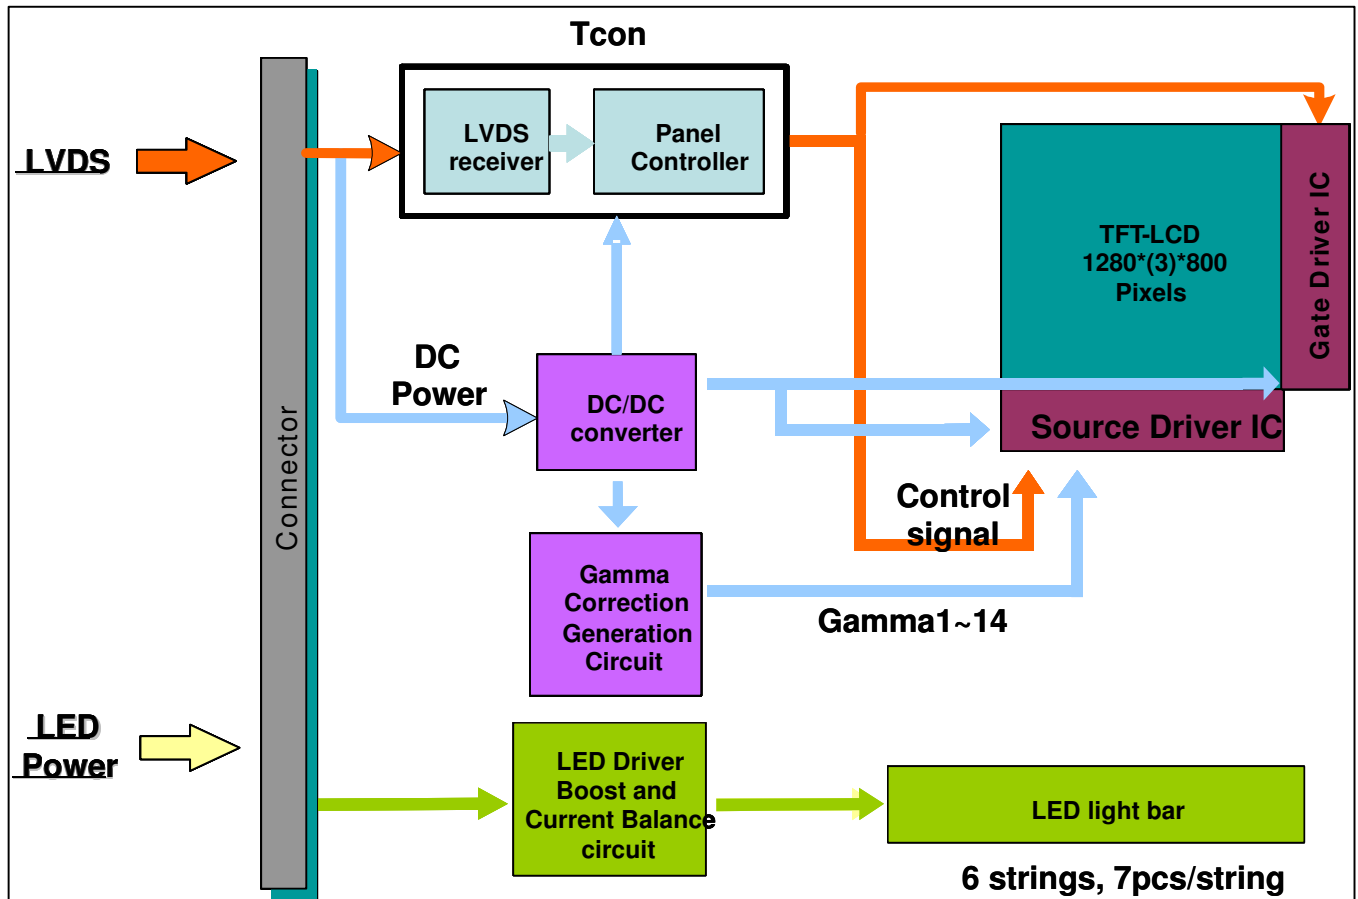 Tcon
LVDS
LVDS
receiver
Panel
Controller
TFT-LCD
1280*(3)*800
Pixels
Gate Driver IC
DC
Power
DC/DC
converter
Source Driver IC
Connector
Control
signal
Gamma
Correction
Generation
Circuit
Gamma1~14
LED
Power
LED Driver
Boost and
Current Balance
circuit
LED light bar
6 strings, 7pcs/string